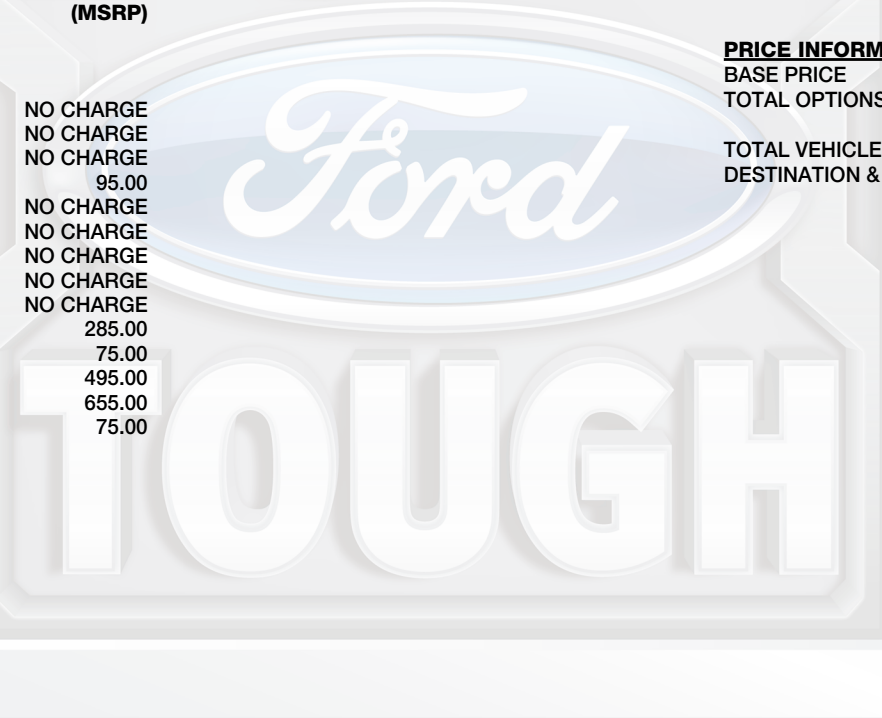 (MSRP)
NO CHARGE
NO CHARGE
NO CHARGE
95.00
NO CHARGE
NO CHARGE
NO CHARGE
NO CHARGE
NO CHARGE
285.00
75.00
495.00
655.00
75.00
PRICE INFORM
BASE PRICE
TOTAL OPTIONS
TOTAL VEHICLE
DESTINATION &
Ford
TOUGH